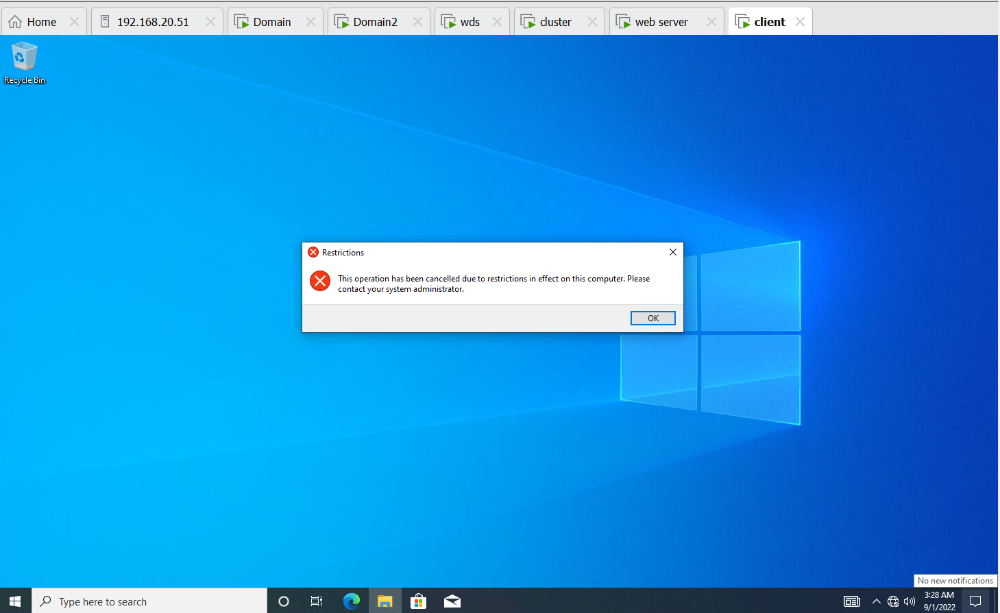 Home
192.168.20.51
Domain
Domain2
wds
cluster
web server
client
Recycle Bin
Restrictions
This operation has been cancelled due to restrictions in effect on this computer. Please
contact your system administrator.
OK
No new notifications
Type here to search
3:28 AM
9/1/2022